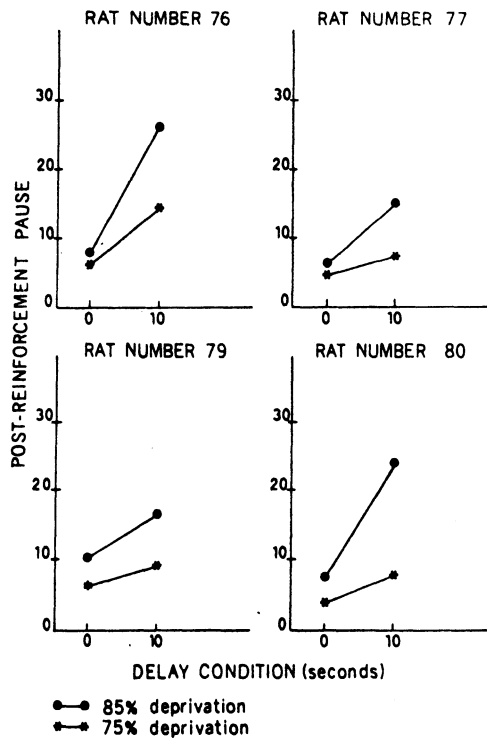 RAT NUMBER 76
RAT NUMBER 77
30
20
10
0
0 10
30
20
10
0
0 10
RAT NUMBER 79
RAT NUMBER 80
30
20
10
0
0 10
30
20
10
0
0 10
POST-REINFORCEMENT PAUSE
DELAY CONDITION (seconds)
85% deprivation
75% deprivation